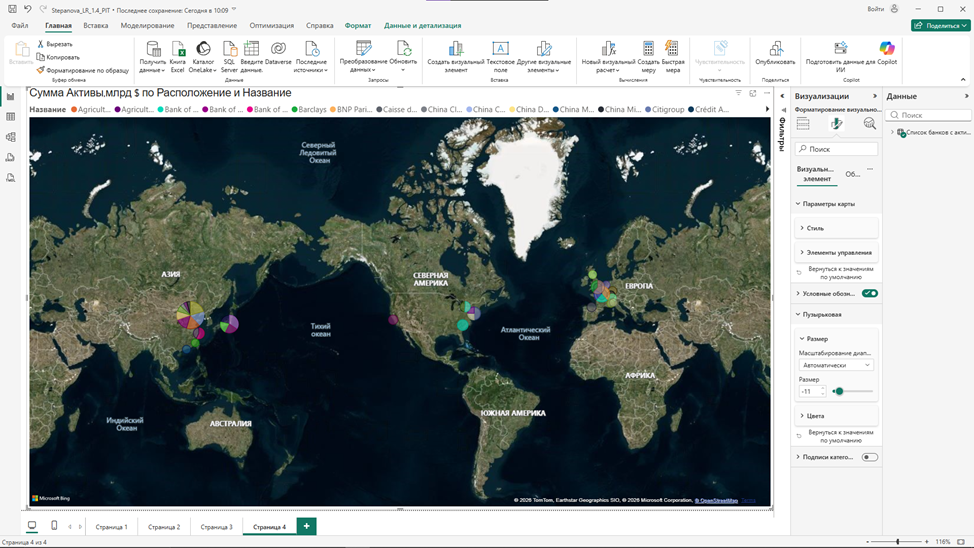 Stepanova_LR_1.4_PIT • Последнее сохранение: Сегодня в 10:09
Войти
Файл Главная Вставка Моделирование Представление Оптимизация Справка Формат Данные и детализация
Поделиться
Вставить
Вырезать
Копировать
Форматирование по образцу
Буфер обмена
Получить данные
Книга Excel
Каталог OneLake
SQL Server
Введите данные
Dataverse
Последние источники
Данные
Преобразование данных
Обновить
Запросы
Создать визуальный элемент
Текстовое поле
Другие визуальные элементы
Вставка
Новый визуальный расчет
Создать меру
Быстрая мера
Вычисления
Чувствительность
Чувствительность
Опубликовать
Поделиться
Подготовить данные для ИИ
Copilot
Copilot
Сумма Активы,млрд $ по Расположение и Название
Название Agricult... Agricult... Bank of ... Bank of ... Bank of ... Barclays BNP Pari... Caisse d... China CI... China C... China D... China M... China Mi... Citigroup Crédit A...
Северный Ледовитый Океан
АЗИЯ
СЕВЕРНАЯ АМЕРИКА
ЕВРОПА
Тихий океан
Атлантический Океан
АФРИКА
Индийский Океан
АВСТРАЛИЯ
ЮЖНАЯ АМЕРИКА
Microsoft Bing
© 2026 TomTom, Earthstar Geographics SIO, © 2026 Microsoft Corporation, © OpenStreetMap Terms
Фильтры
Визуализации
Форматирование визуально...
Поиск
Визуальн... элемент
Об...
Параметры карты
Стиль
Элементы управления
Вернуться к значениям по умолчанию
Условные обозн...
Пузырьковая
Размер
Масштабирование диап...
Автоматически
Размер
-11
Цвета
Вернуться к значениям по умолчанию
Подписи катего...
Данные
Поиск
Список банков с акти...
Страница 1 Страница 2 Страница 3 Страница 4
Страница 4 из 4
116%